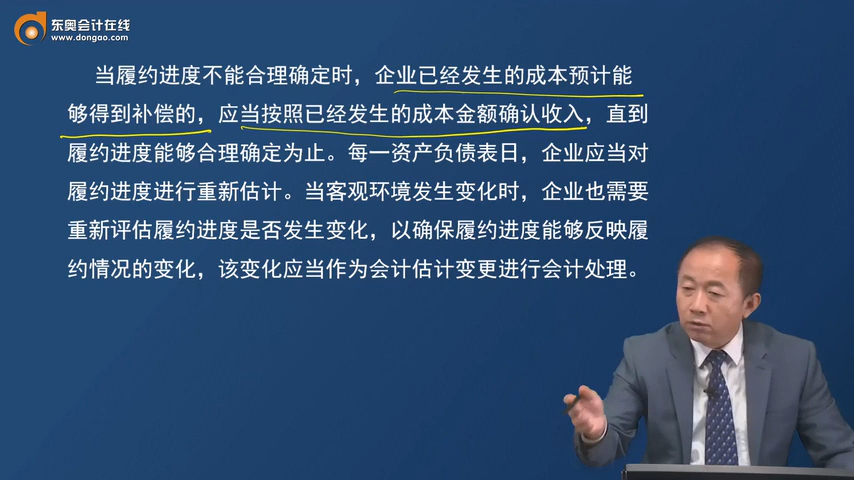 东奥会计在线
www.dongao.com
当履约进度不能合理确定时，企业已经发生的成本预计能
够得到补偿的，应当按照已经发生的成本金额确认收入，直到
履约进度能够合理确定为止。每一资产负债表日，企业应当对
履约进度进行重新估计。当客观环境发生变化时，企业也需要
重新评估履约进度是否发生变化，以确保履约进度能够反映履
约情况的变化，该变化应当作为会计估计变更进行会计处理。